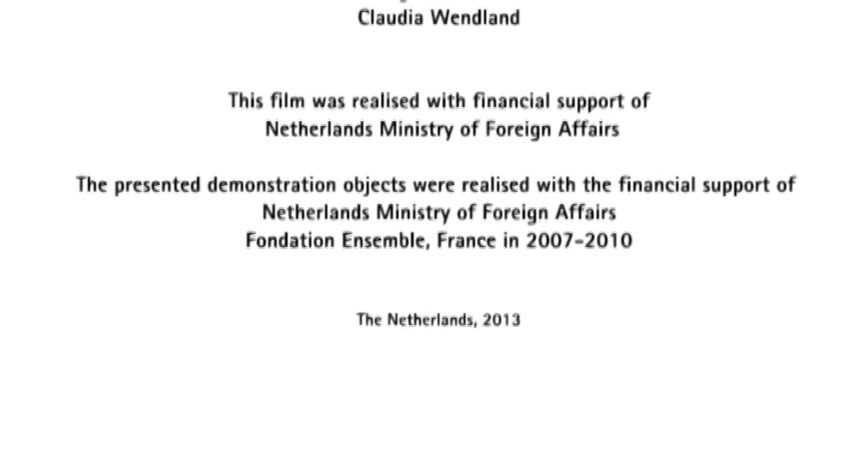 Claudia Wendland
This film was realised with financial support of
Netherlands Ministry of Foreign Affairs
The presented demonstration objects were realised with the financial support of
Netherlands Ministry of Foreign Affairs
Fondation Ensemble, France in 2007-2010
The Netherlands, 2013